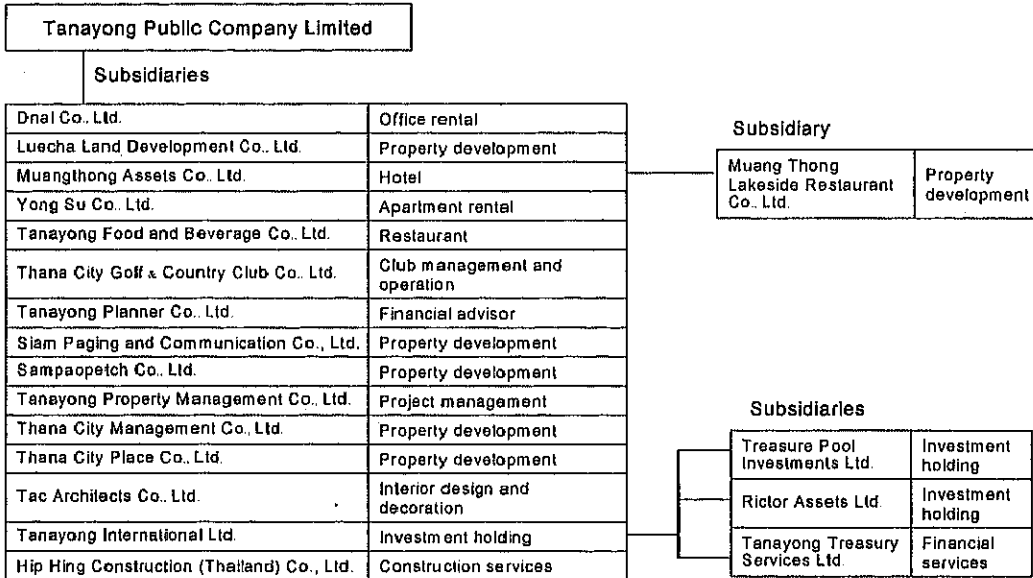 Tanayong Public Company Limited
Subsidiaries
Dnal Co., Ltd. Office rental
Luecha Land Development Co., Ltd. Property development
Muangthong Assets Co., Ltd. Hotel
Yong Su Co., Ltd. Apartment rental
Tanayong Food and Beverage Co., Ltd. Restaurant
Thana City Golf & Country Club Co., Ltd. Club management and
operation
Tanayong Planner Co., Ltd. Financial advisor
Siam Paging and Communication Co., Ltd. Property development
Sampaopetch Co., Ltd. Property development
Tanayong Property Management Co., Ltd. Project management
Thana City Management Co., Ltd. Property development
Thana City Place Co., Ltd. Property development
Tac Architects Co., Ltd. Interior design and
decoration
Tanayong International Ltd. Investment holding
Hip Hing Construction (Thailand) Co., Ltd. Construction services
Subsidiary
Muang Thong
Lakeside Restaurant
Co., Ltd.
Property
development
Subsidiaries
Treasure Pool
Investments Ltd.
Investment
holding
Rictor Assets Ltd.
Investment
holding
Tanayong Treasury
Services Ltd.
Financial
services